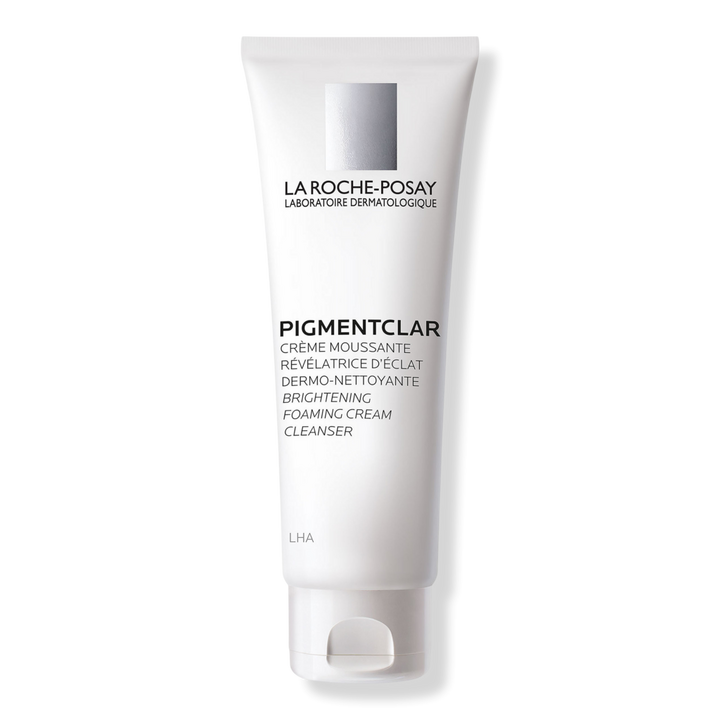 LA ROCHE-POSAY
LABORATOIRE DERMATOLOGIQUE
PIGMENTCLAR
CRÈME MOUSSANTE
RÉVÉLATRICE D'ÉCLAT
DERMO-NETTOYANTE
BRIGHTENING
FOAMING CREAM
CLEANSER
LHA